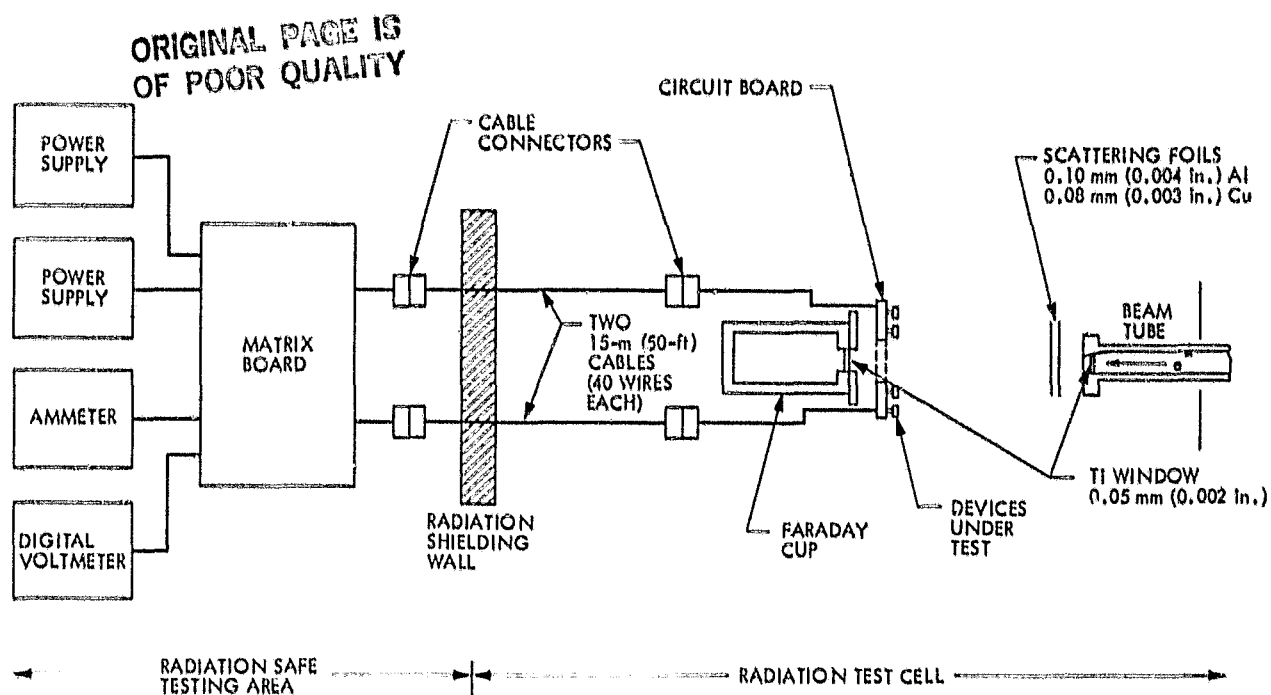 ORIGINAL PAGE IS
OF POOR QUALITY
POWER
SUPPLY
POWER
SUPPLY
AMMETER
DIGITAL
VOLTMETER
MATRIX
BOARD
CABLE
CONNECTORS
TWO
15-m (50-ft)
CABLES
(40 WIRES
EACH)
RADIATION
SHIELDING
WALL
CIRCUIT BOARD
FARADAY
CUP
DEVICES
UNDER
TEST
SCATTERING FOILS
0.10 mm (0.004 in.) Al
0.08 mm (0.003 in.) Cu
BEAM
TUBE
e-
TI WINDOW
0.05 mm (0.002 in.)
RADIATION SAFE
TESTING AREA
RADIATION TEST CELL